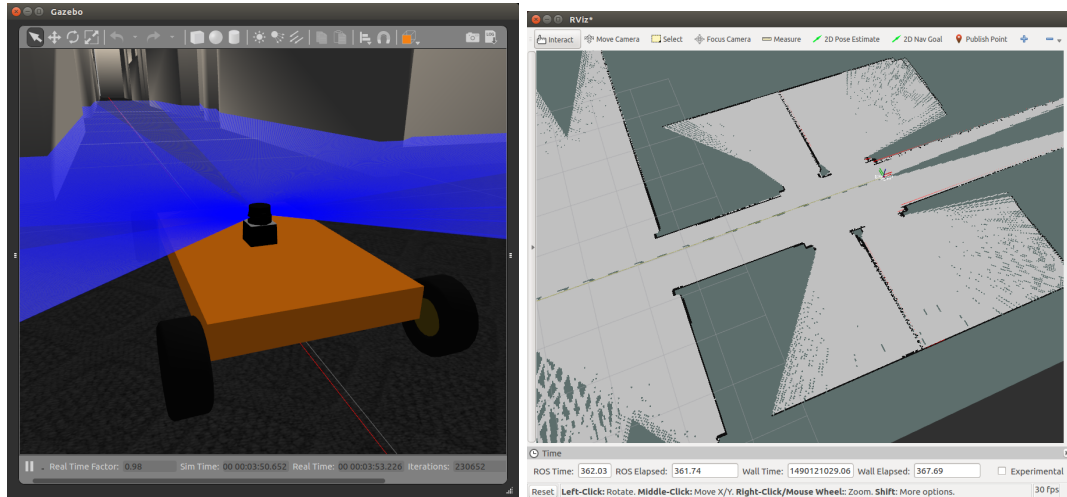 Gazebo
Real Time Factor: 0.98 Sim Time: 00 00:03:50.652 Real Time: 00 00:03:53.226 Iterations: 230652
RViz*
Interact Move Camera Select Focus Camera Measure 2D Pose Estimate 2D Nav Goal Publish Point
Time
ROS Time: 362.03 ROS Elapsed: 361.74 Wall Time: 1490121029.06 Wall Elapsed: 367.69 Experimental
Reset Left-Click: Rotate. Middle-Click: Move X/Y. Right-Click/Mouse Wheel:: Zoom. Shift: More options. 30 fps